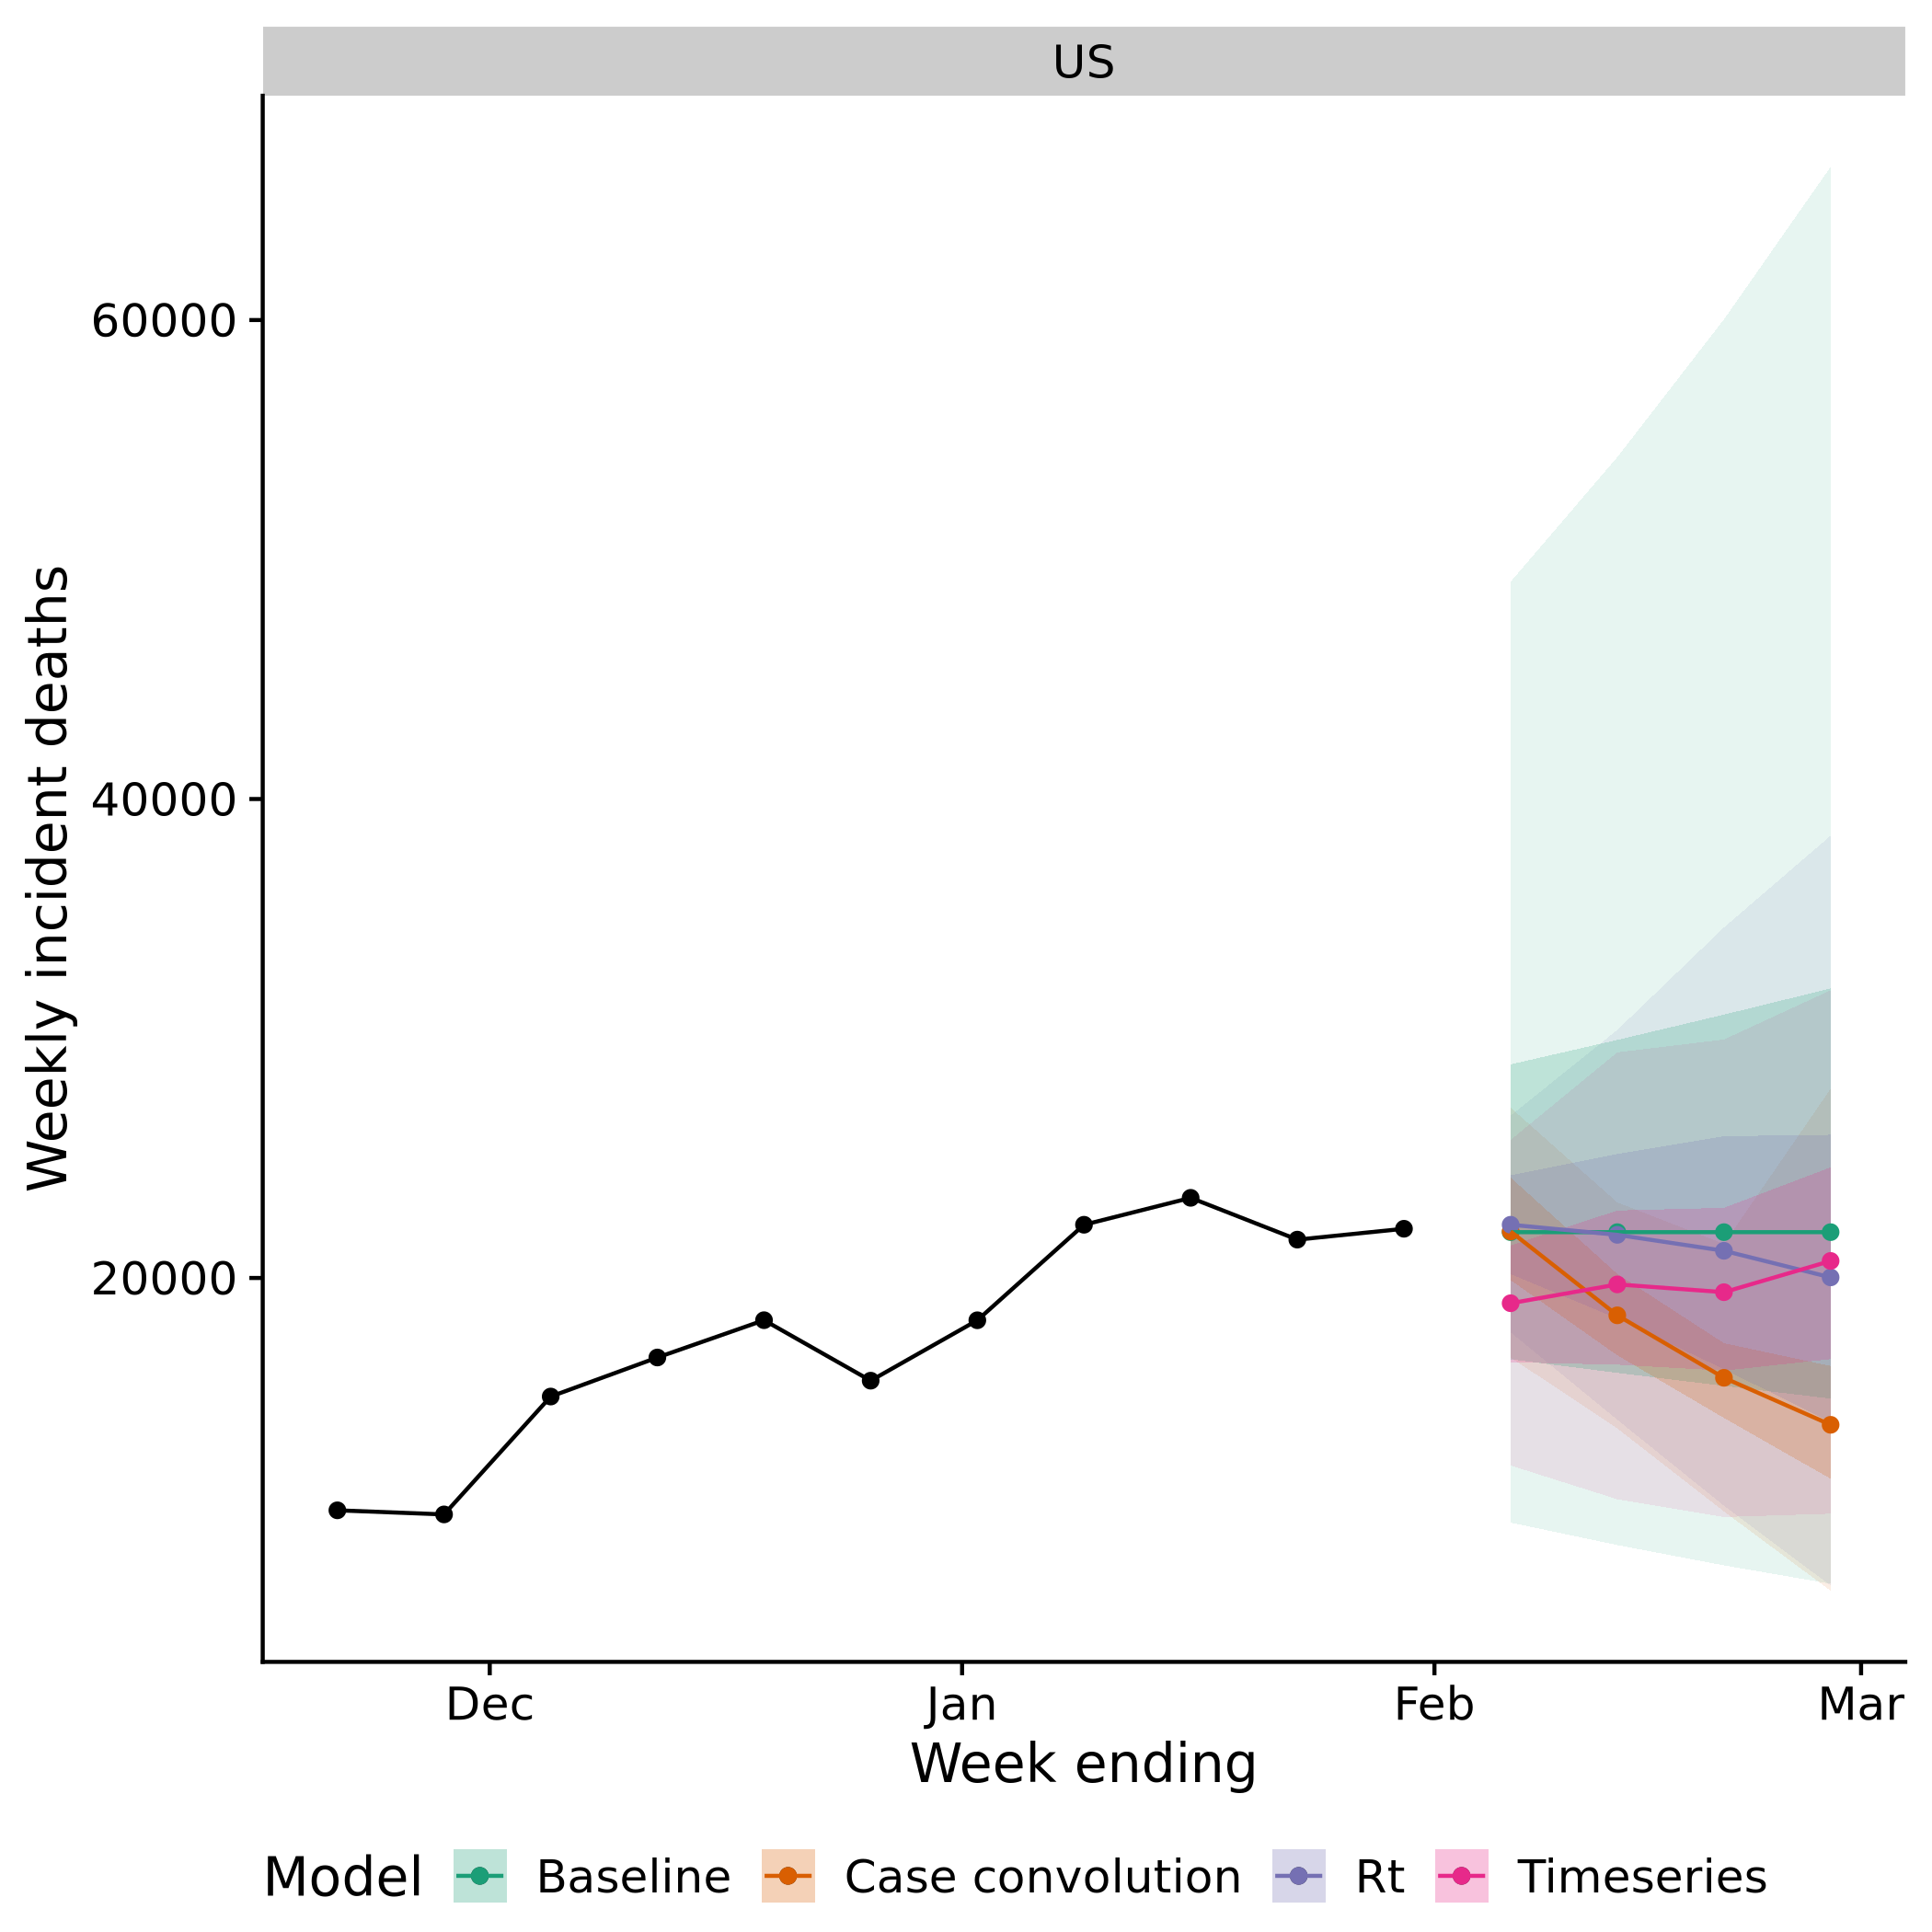 US
Weekly incident deaths
60000
40000
20000
Dec Jan Feb Mar
Week ending
Model Baseline Case convolution Rt Timeseries